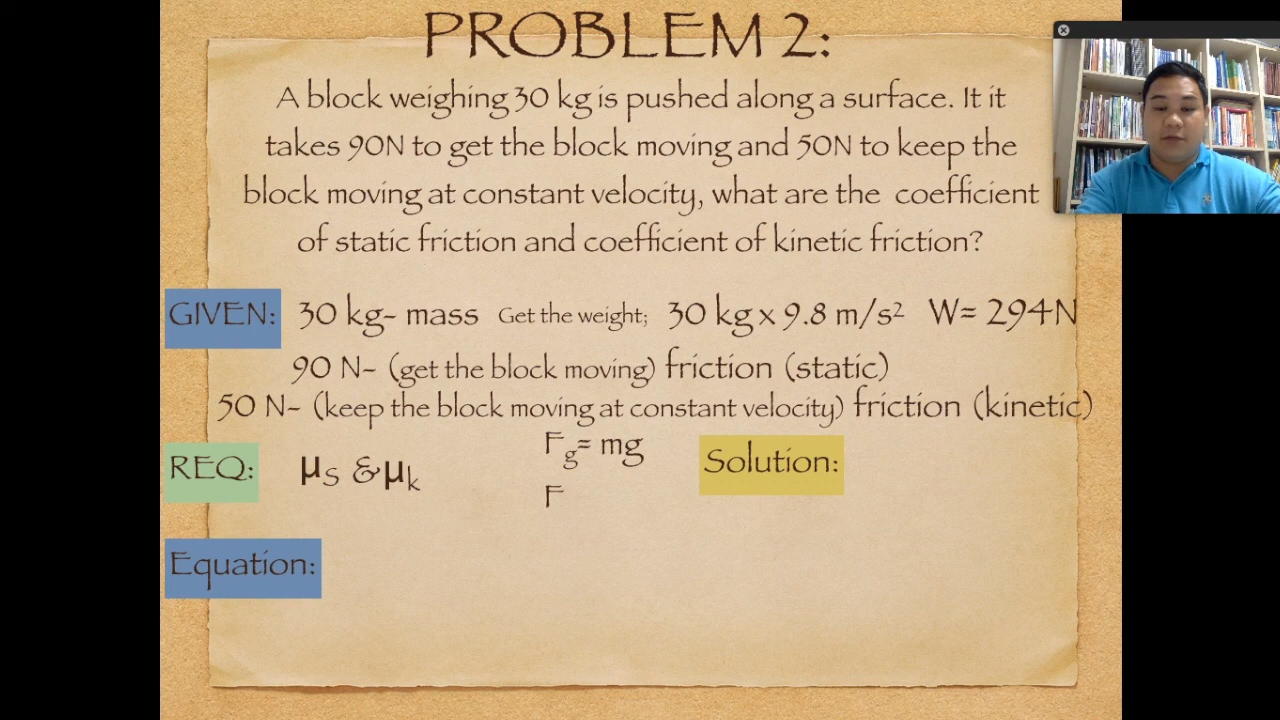 PROBLEM 2:
A block weighing 30 kg is pushed along a surface. It it
takes 90N to get the block moving and 50N to keep the
block moving at constant velocity, what are the coefficient
of static friction and coefficient of kinetic friction?
GIVEN: 30 kg- mass Get the weight; 30 kg x 9.8 m/s² W= 294N
90 N- (get the block moving) friction (static)
50 N- (keep the block moving at constant velocity) friction (kinetic)
REQ: μs & μk
Fg= mg
F
Solution:
Equation: